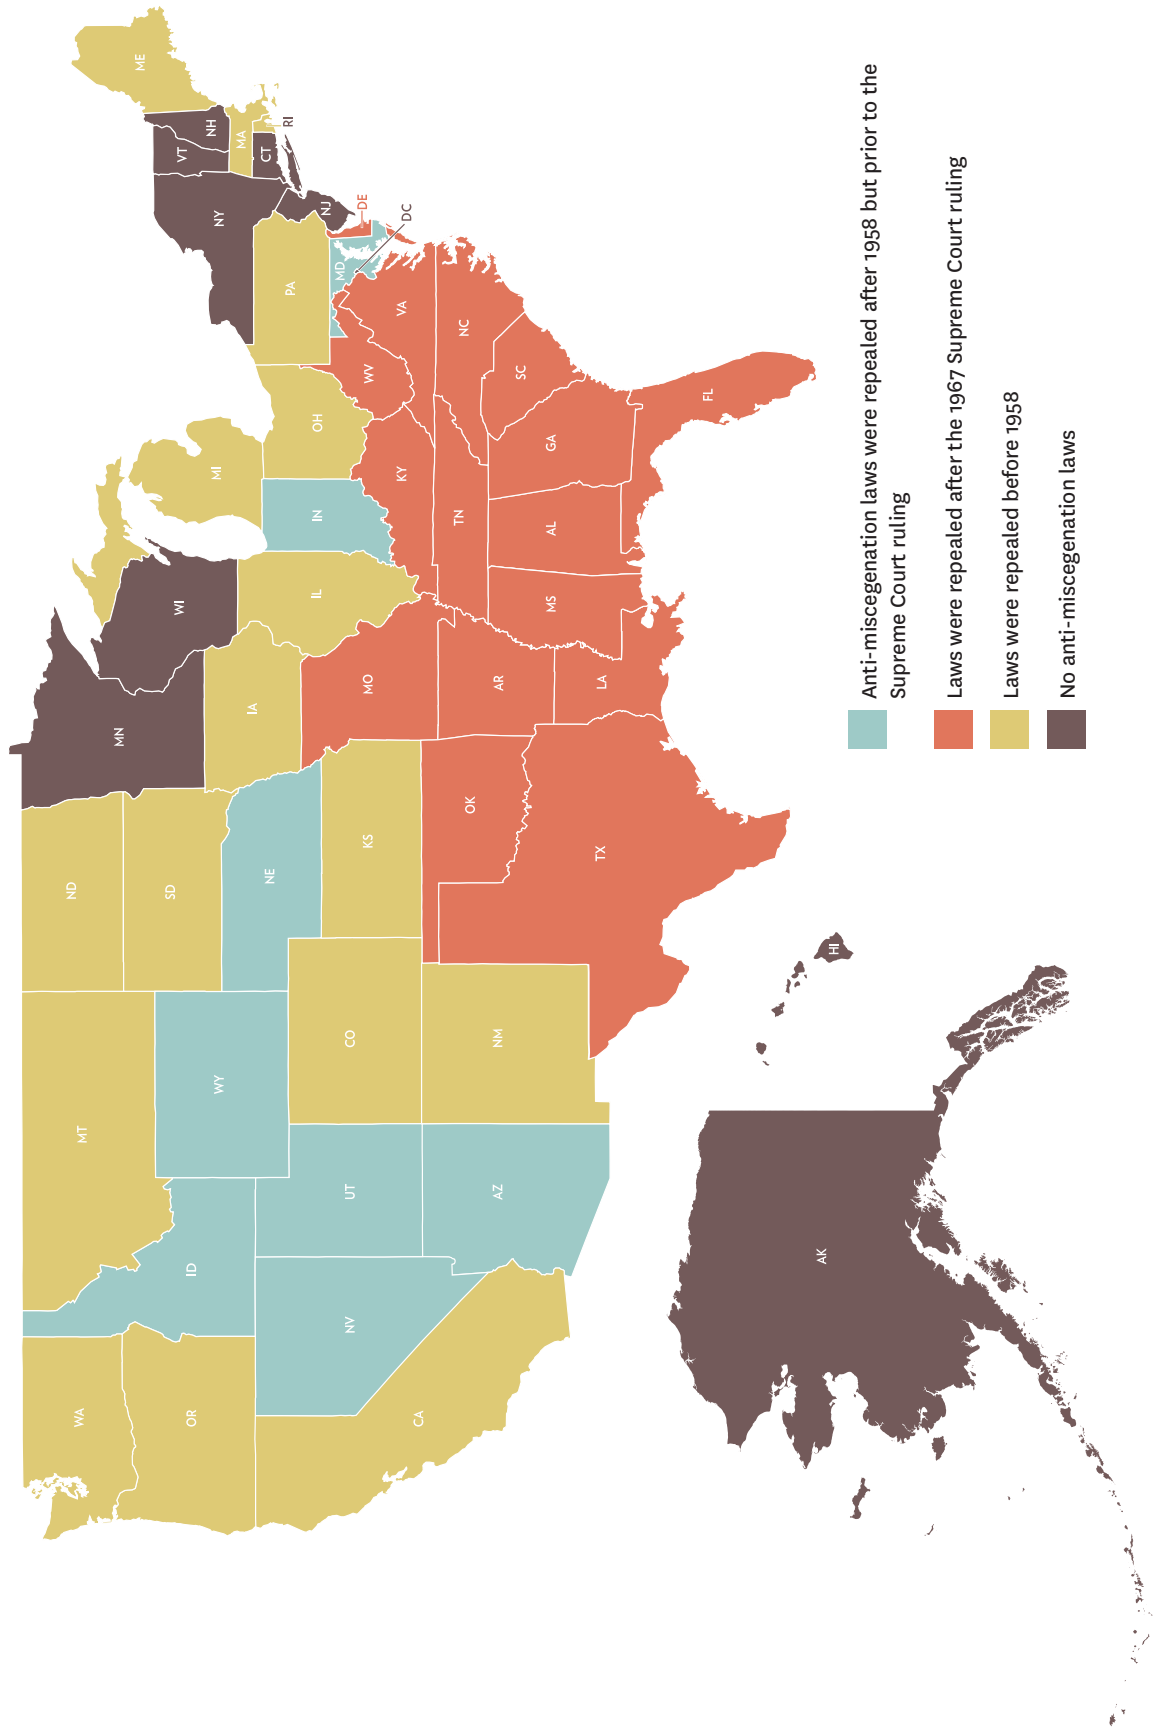 WA
OR
CA
NV
ID
MT
WY
UT
AZ
CO
NM
ND
SD
NE
KS
OK
TX
MN
IA
MO
AR
LA
WI
IL
MS
MI
IN
KY
TN
AL
OH
GA
WV
SC
FL
PA
VA
NC
MD
DC
DE
NJ
NY
VT
NH
MA
CT
RI
ME
AK
HI
Anti-miscegenation laws were repealed after 1958 but prior to the
Supreme Court ruling
Laws were repealed after the 1967 Supreme Court ruling
Laws were repealed before 1958
No anti-miscegenation laws